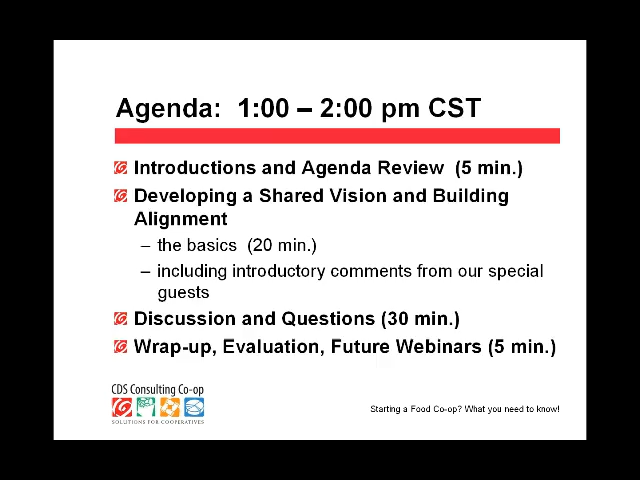 Agenda:  1:00 – 2:00 pm CST
Introductions and Agenda Review  (5 min.)
Developing a Shared Vision and Building
Alignment
– the basics  (20 min.)
– including introductory comments from our special
guests
Discussion and Questions (30 min.)
Wrap-up, Evaluation, Future Webinars (5 min.)
CDS Consulting Co-op
SOLUTIONS FOR COOPERATIVES
Starting a Food Co-op? What you need to know!